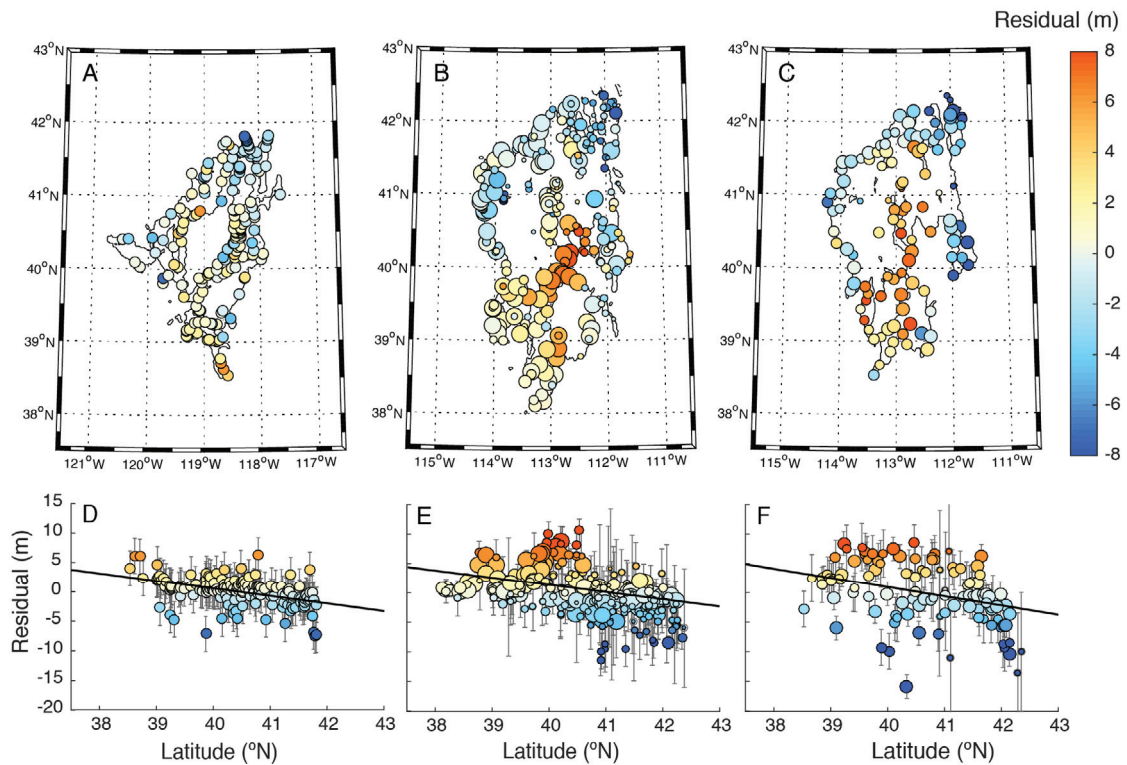 Residual (m)
A
B
C
43°N
42°N
41°N
40°N
39°N
38°N
121°W 120°W 119°W 118°W 117°W
43°N
42°N
41°N
40°N
39°N
38°N
115°W 114°W 113°W 112°W 111°W
43°N
42°N
41°N
40°N
39°N
38°N
115°W 114°W 113°W 112°W 111°W
8
6
4
2
0
-2
-4
-6
-8
D
E
F
Residual (m)
15
10
5
0
-5
-10
-15
-20
38 39 40 41 42 43
38 39 40 41 42 43
38 39 40 41 42 43
Latitude (°N)
Latitude (°N)
Latitude (°N)